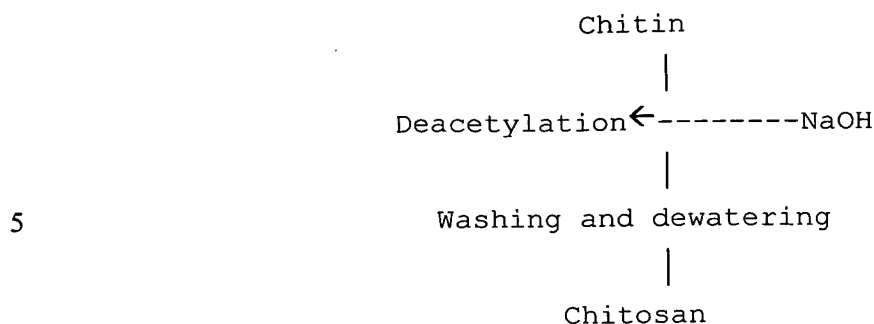 Chitin
|
Deacetylation←--------NaOH
|
5 Washing and dewatering
|
Chitosan